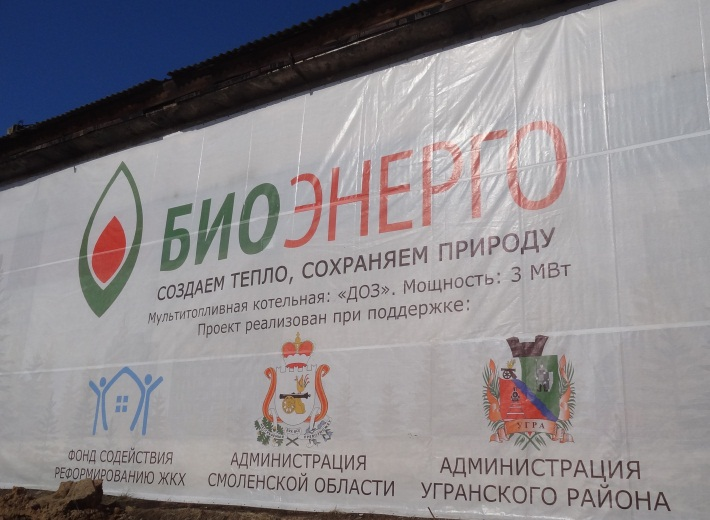 БИОЭНЕРГО
СОЗДАЕМ ТЕПЛО, СОХРАНЯЕМ ПРИРОДУ
Мультитопливная котельная: «ДОЗ». Мощность: 3 МВт
Проект реализован при поддержке:
УГРА
ФОНД СОДЕЙСТВИЯ
РЕФОРМИРОВАНИЮ ЖКХ
АДМИНИСТРАЦИЯ
СМОЛЕНСКОЙ ОБЛАСТИ
АДМИНИСТРАЦИЯ
УГРАНСКОГО РАЙОНА